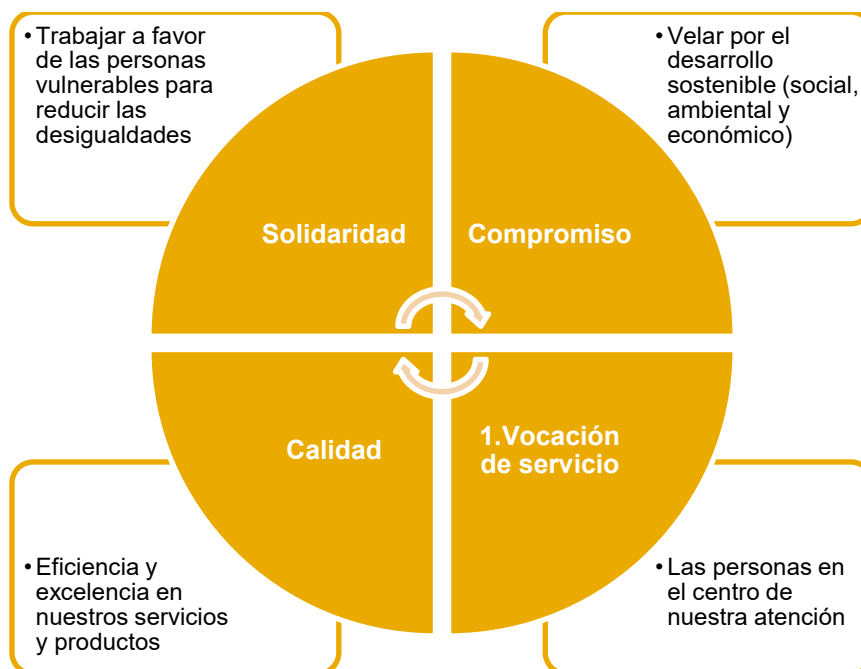 • Trabajar a favor
de las personas
vulnerables para
reducir las
desigualdades
• Velar por el
desarrollo
sostenible (social,
ambiental y
económico)
Solidaridad
Compromiso
Calidad
1.Vocación
de servicio
• Eficiencia y
excelencia en
nuestros servicios
y productos
• Las personas en
el centro de
nuestra atención